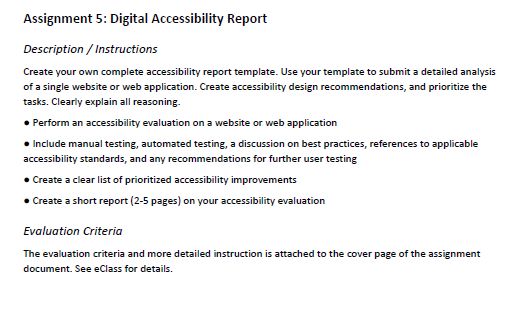 Assignment 5: Digital Accessibility Report
Description / Instructions
Create your own complete accessibility report template. Use your template to submit a detailed analysis
of a single website or web application. Create accessibility design recommendations, and prioritize the
tasks. Clearly explain all reasoning.
● Perform an accessibility evaluation on a website or web application
● Include manual testing, automated testing, a discussion on best practices, references to applicable
accessibility standards, and any recommendations for further user testing
● Create a clear list of prioritized accessibility improvements
● Create a short report (2-5 pages) on your accessibility evaluation
Evaluation Criteria
The evaluation criteria and more detailed instruction is attached to the cover page of the assignment
document. See eClass for details.